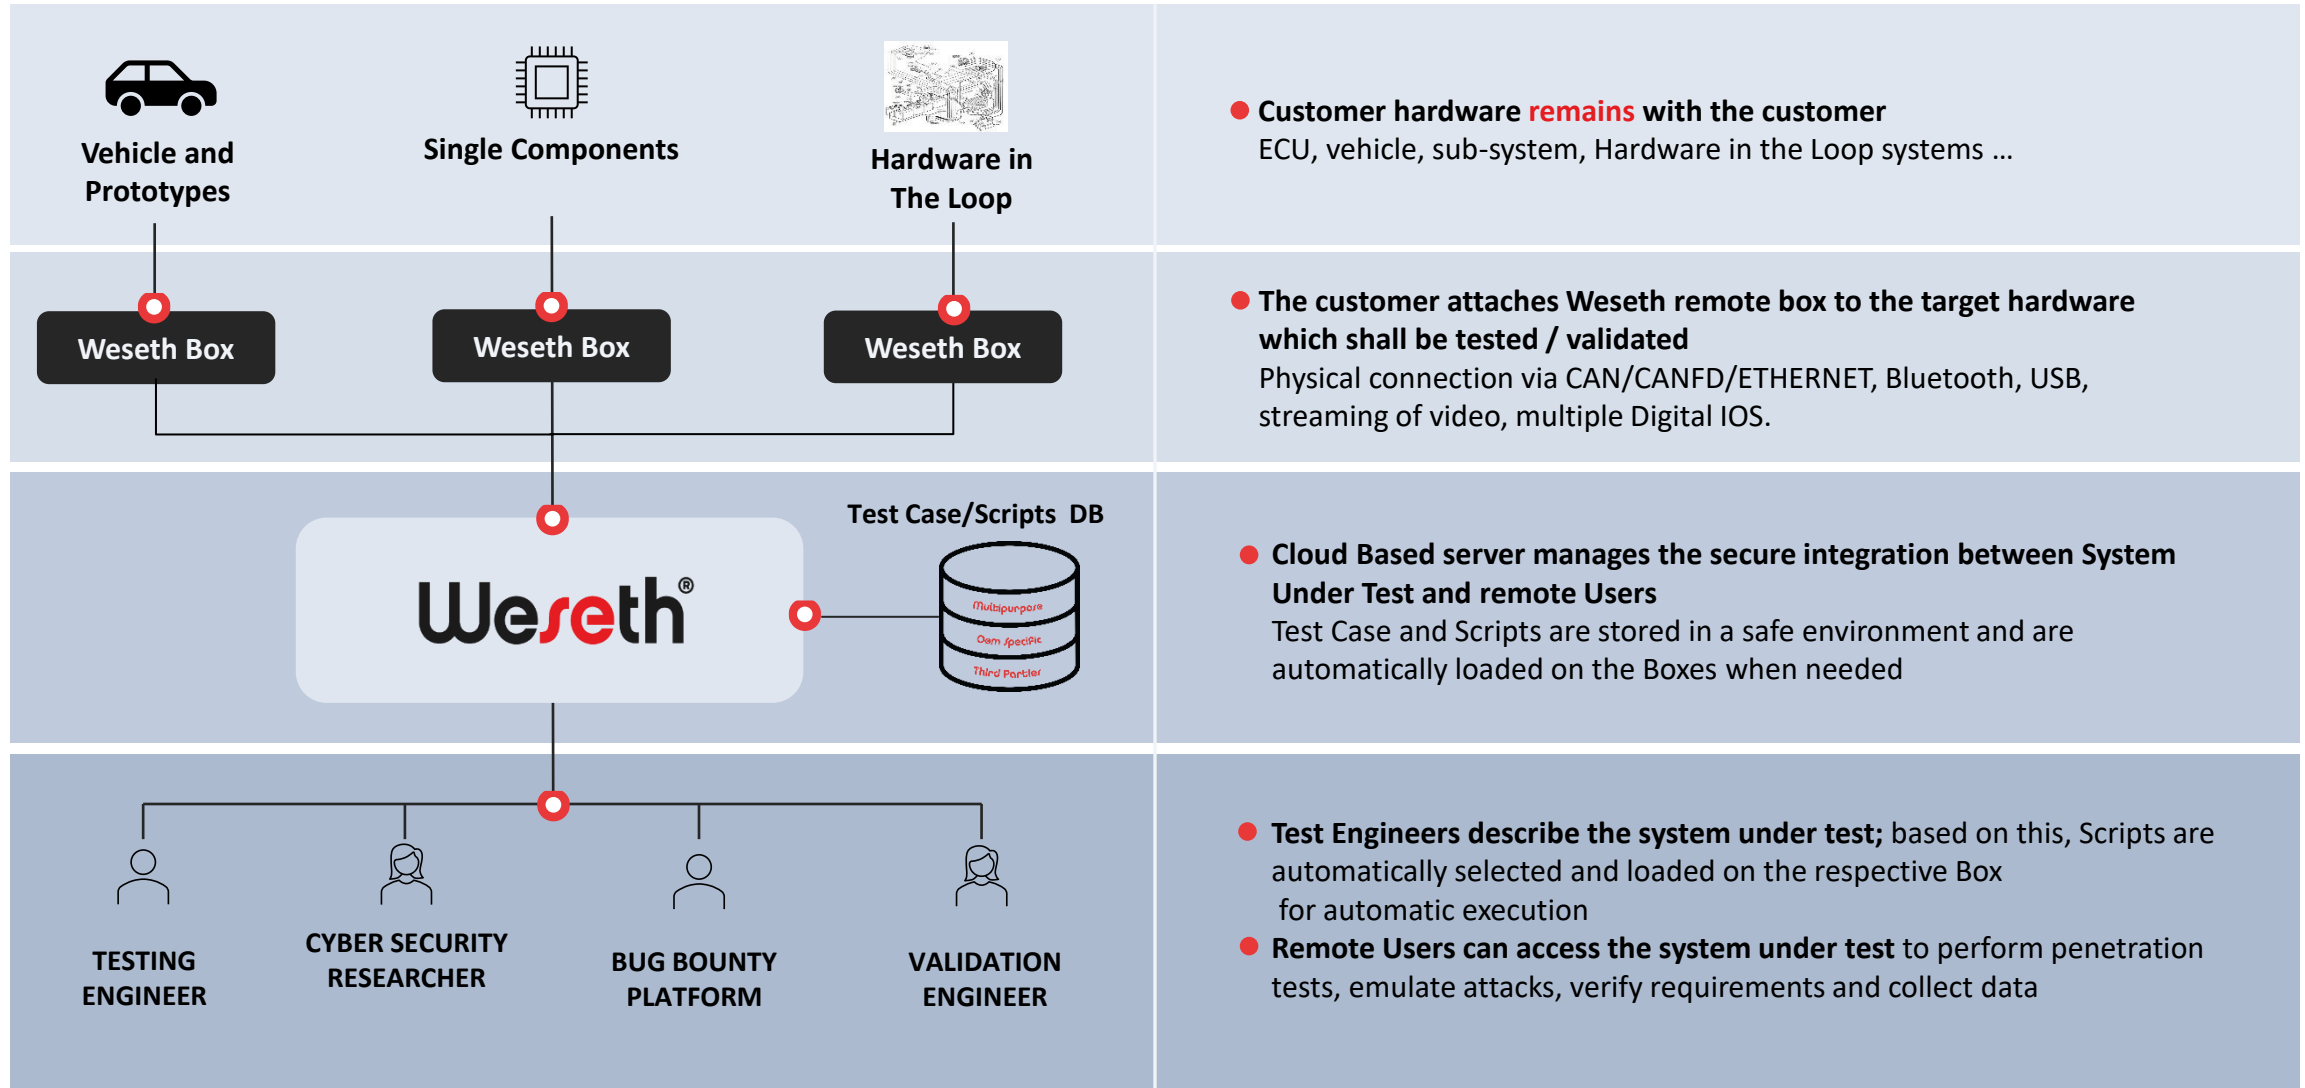 Vehicle and
Prototypes
Single Components
Hardware in
The Loop
Customer hardware remains with the customer
ECU, vehicle, sub-system, Hardware in the Loop systems ...
Weseth Box
Weseth Box
Weseth Box
The customer attaches Weseth remote box to the target hardware
which shall be tested / validated
Physical connection via CAN/CANFD/ETHERNET, Bluetooth, USB,
streaming of video, multiple Digital IOS.
Weseth®
Test Case/Scripts DB
Multipurpose
Oem Specific
Third Parties
Cloud Based server manages the secure integration between System
Under Test and remote Users
Test Case and Scripts are stored in a safe environment and are
automatically loaded on the Boxes when needed
TESTING
ENGINEER
CYBER SECURITY
RESEARCHER
BUG BOUNTY
PLATFORM
VALIDATION
ENGINEER
Test Engineers describe the system under test; based on this, Scripts are
automatically selected and loaded on the respective Box
for automatic execution
Remote Users can access the system under test to perform penetration
tests, emulate attacks, verify requirements and collect data